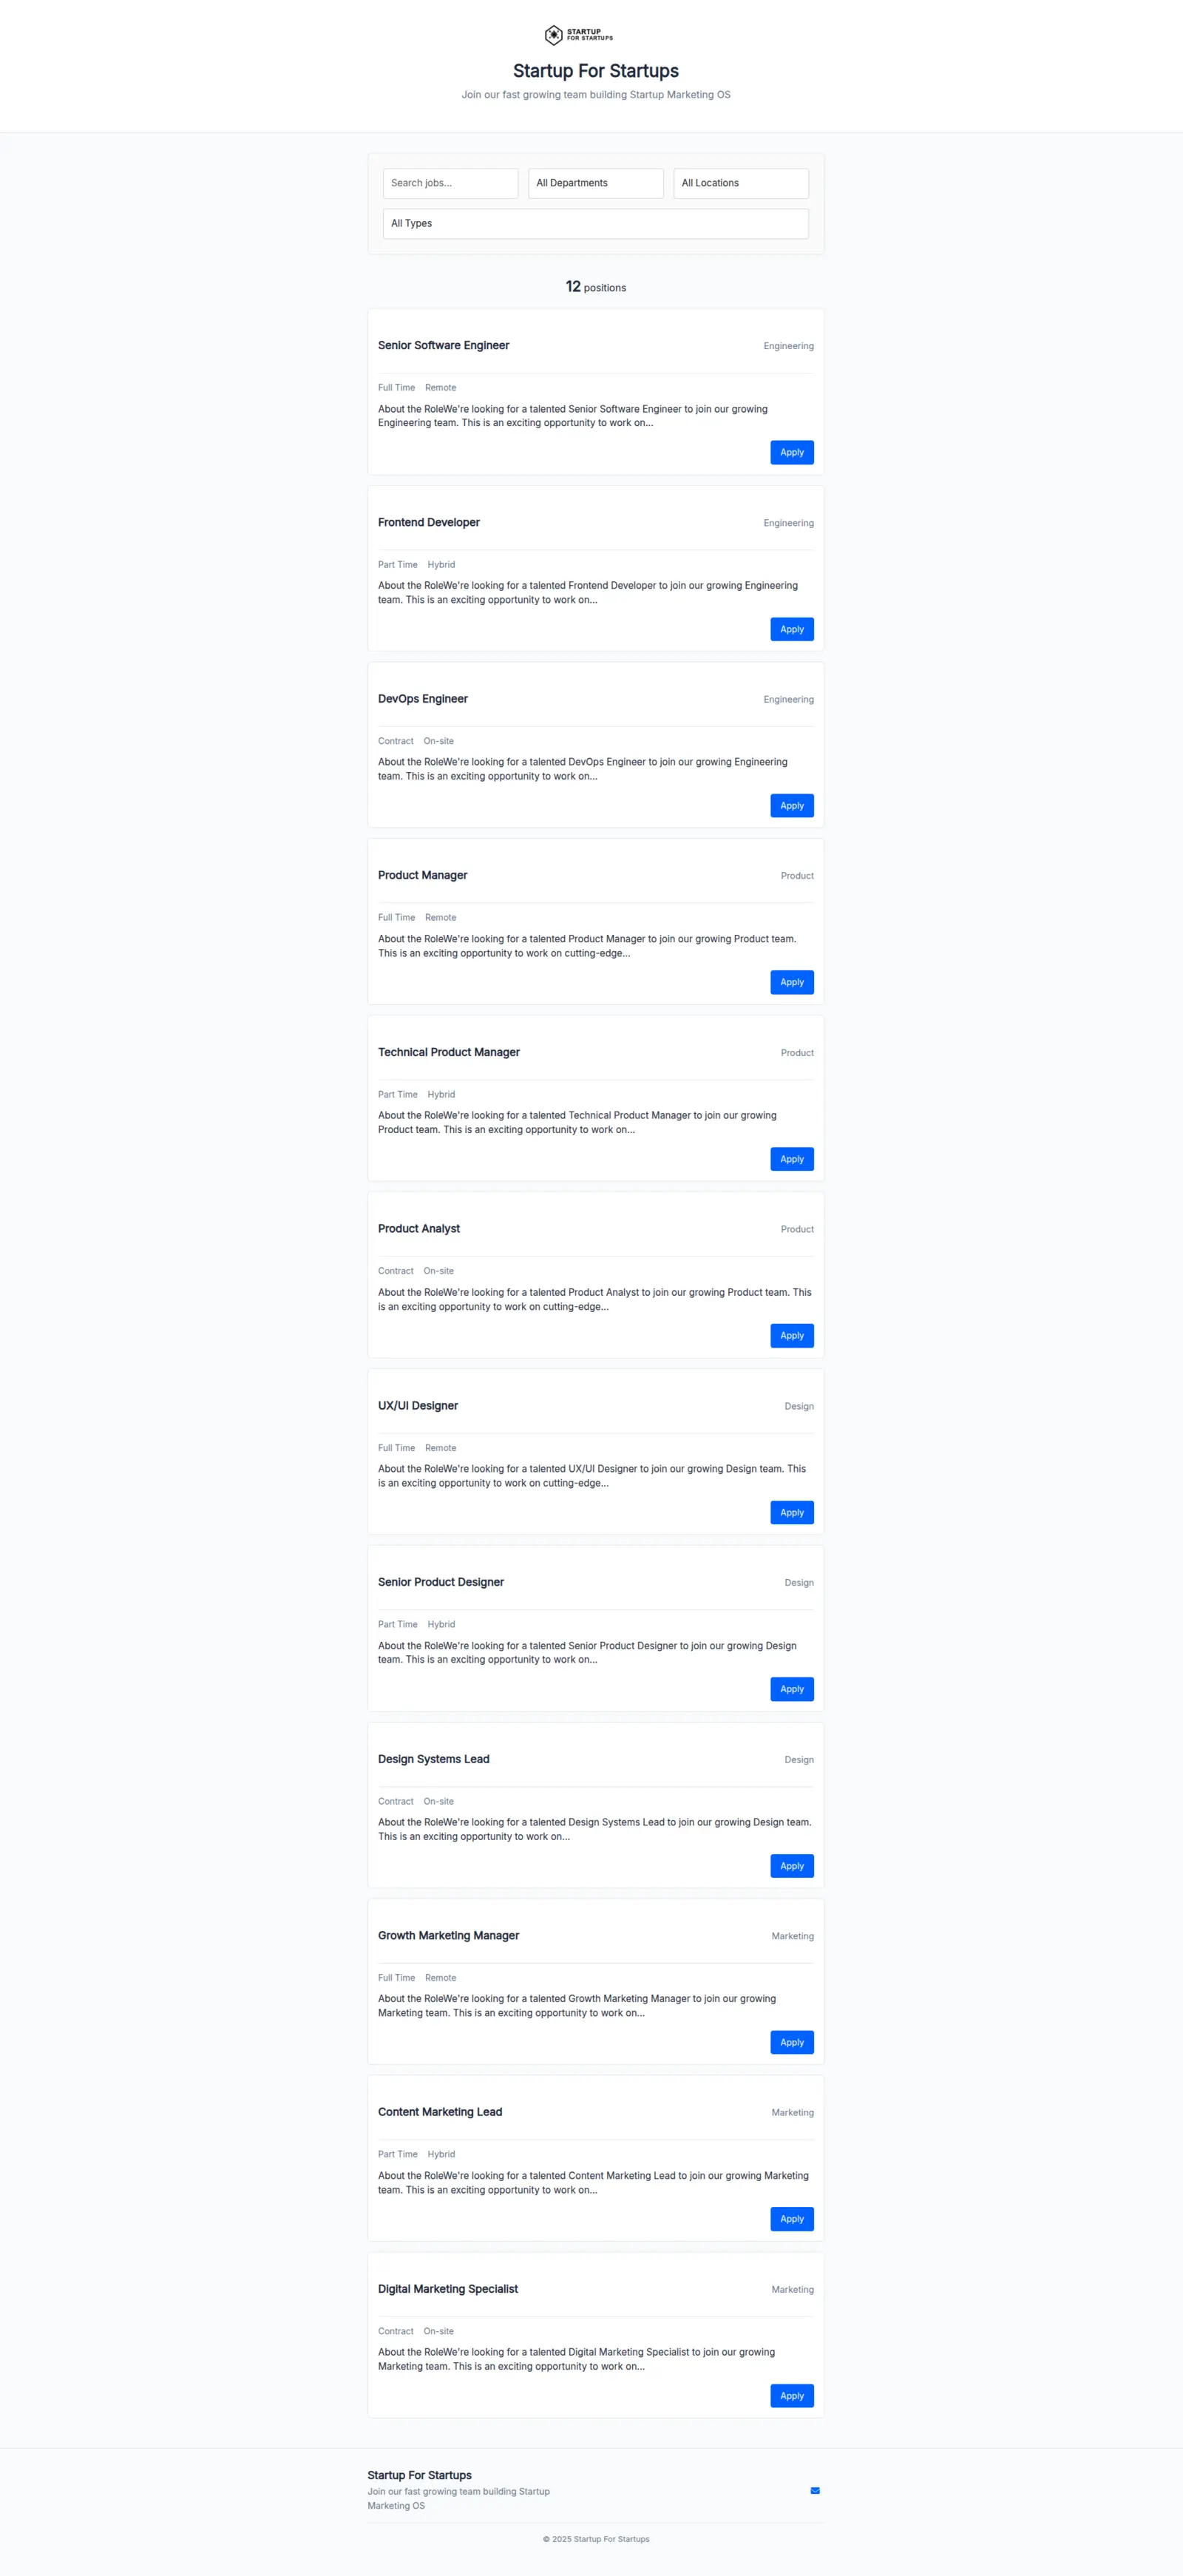 STARTUP
FOR STARTUPS
Startup For Startups
Join our fast growing team building Startup Marketing OS
Search jobs...
All Departments
All Locations
All Types
12 positions
Senior Software Engineer
Engineering
Full Time Remote
About the RoleWe're looking for a talented Senior Software Engineer to join our growing
Engineering team. This is an exciting opportunity to work on...
Apply
Frontend Developer
Engineering
Part Time Hybrid
About the RoleWe're looking for a talented Frontend Developer to join our growing Engineering
team. This is an exciting opportunity to work on...
Apply
DevOps Engineer
Engineering
Contract On-site
About the RoleWe're looking for a talented DevOps Engineer to join our growing Engineering
team. This is an exciting opportunity to work on...
Apply
Product Manager
Product
Full Time Remote
About the RoleWe're looking for a talented Product Manager to join our growing Product team.
This is an exciting opportunity to work on cutting-edge...
Apply
Technical Product Manager
Product
Part Time Hybrid
About the RoleWe're looking for a talented Technical Product Manager to join our growing
Product team. This is an exciting opportunity to work on...
Apply
Product Analyst
Product
Contract On-site
About the RoleWe're looking for a talented Product Analyst to join our growing Product team. This
is an exciting opportunity to work on cutting-edge...
Apply
UX/UI Designer
Design
Full Time Remote
About the RoleWe're looking for a talented UX/UI Designer to join our growing Design team. This
is an exciting opportunity to work on cutting-edge...
Apply
Senior Product Designer
Design
Part Time Hybrid
About the RoleWe're looking for a talented Senior Product Designer to join our growing Design
team. This is an exciting opportunity to work on...
Apply
Design Systems Lead
Design
Contract On-site
About the RoleWe're looking for a talented Design Systems Lead to join our growing Design team.
This is an exciting opportunity to work on...
Apply
Growth Marketing Manager
Marketing
Full Time Remote
About the RoleWe're looking for a talented Growth Marketing Manager to join our growing
Marketing team. This is an exciting opportunity to work on...
Apply
Content Marketing Lead
Marketing
Part Time Hybrid
About the RoleWe're looking for a talented Content Marketing Lead to join our growing Marketing
team. This is an exciting opportunity to work on...
Apply
Digital Marketing Specialist
Marketing
Contract On-site
About the RoleWe're looking for a talented Digital Marketing Specialist to join our growing
Marketing team. This is an exciting opportunity to work on...
Apply
Startup For Startups
Join our fast growing team building Startup
Marketing OS
© 2025 Startup For Startups